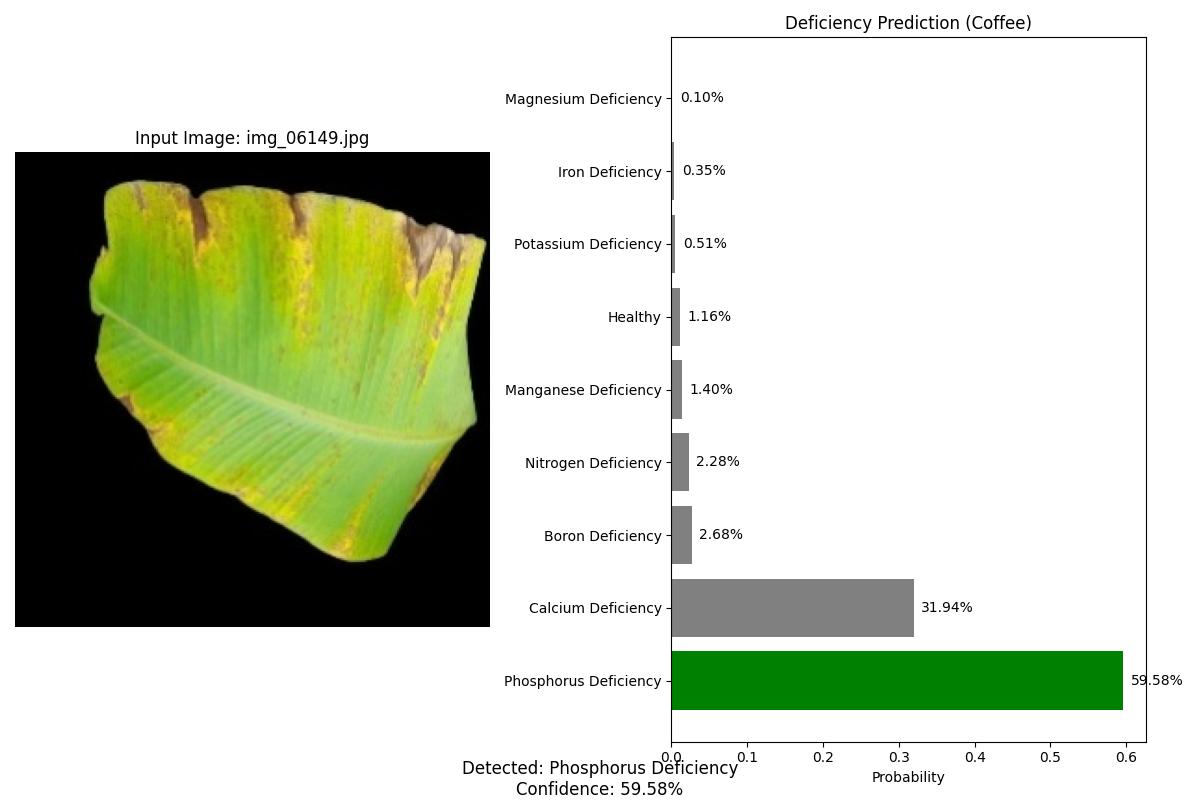 Deficiency Prediction (Coffee)
Input Image: img_06149.jpg
Magnesium Deficiency 0.10%
Iron Deficiency 0.35%
Potassium Deficiency 0.51%
Healthy 1.16%
Manganese Deficiency 1.40%
Nitrogen Deficiency 2.28%
Boron Deficiency 2.68%
Calcium Deficiency 31.94%
Phosphorus Deficiency 59.58%
0.0 0.1 0.2 0.3 0.4 0.5 0.6
Probability
Detected: Phosphorus Deficiency
Confidence: 59.58%